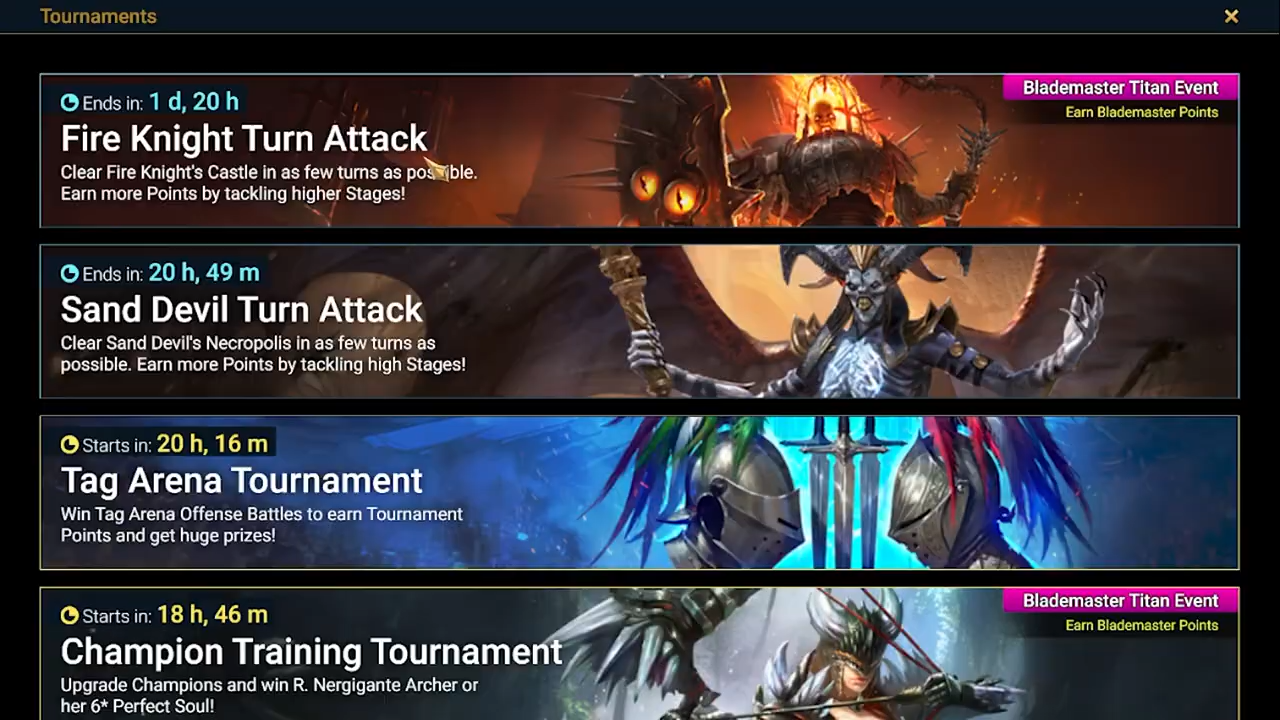 Tournaments
Ends in: 1 d, 20 h
Blademaster Titan Event
Earn Blademaster Points
Fire Knight Turn Attack
Clear Fire Knight's Castle in as few turns as possible.
Earn more Points by tackling higher Stages!
Ends in: 20 h, 49 m
Sand Devil Turn Attack
Clear Sand Devil's Necropolis in as few turns as
possible. Earn more Points by tackling high Stages!
Starts in: 20 h, 16 m
Tag Arena Tournament
Win Tag Arena Offense Battles to earn Tournament
Points and get huge prizes!
Starts in: 18 h, 46 m
Blademaster Titan Event
Earn Blademaster Points
Champion Training Tournament
Upgrade Champions and win R. Nergigante Archer or
her 6* Perfect Soul!